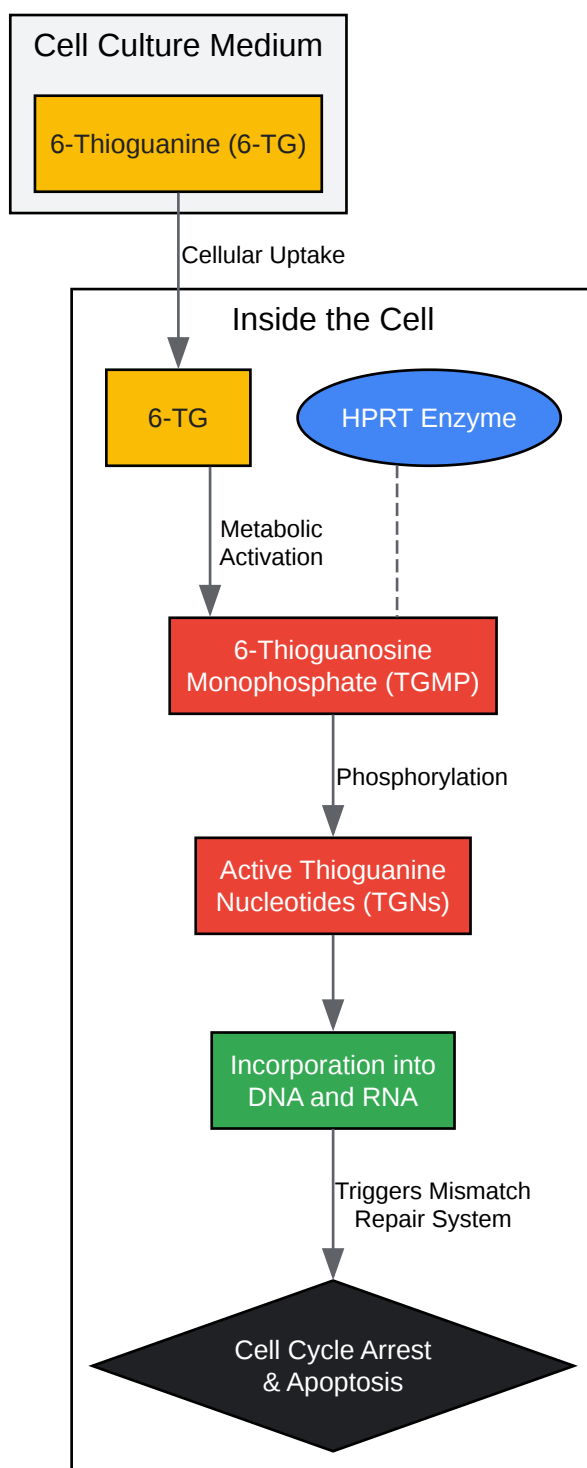 Cell Culture Medium
6-Thioguanine (6-TG)
Cellular Uptake
Inside the Cell
6-TG
HPRT Enzyme
Metabolic
Activation
6-Thioguanosine
Monophosphate (TGMP)
Phosphorylation
Active Thioguanine
Nucleotides (TGNs)
Incorporation into
DNA and RNA
Triggers Mismatch
Repair System
Cell Cycle Arrest
& Apoptosis